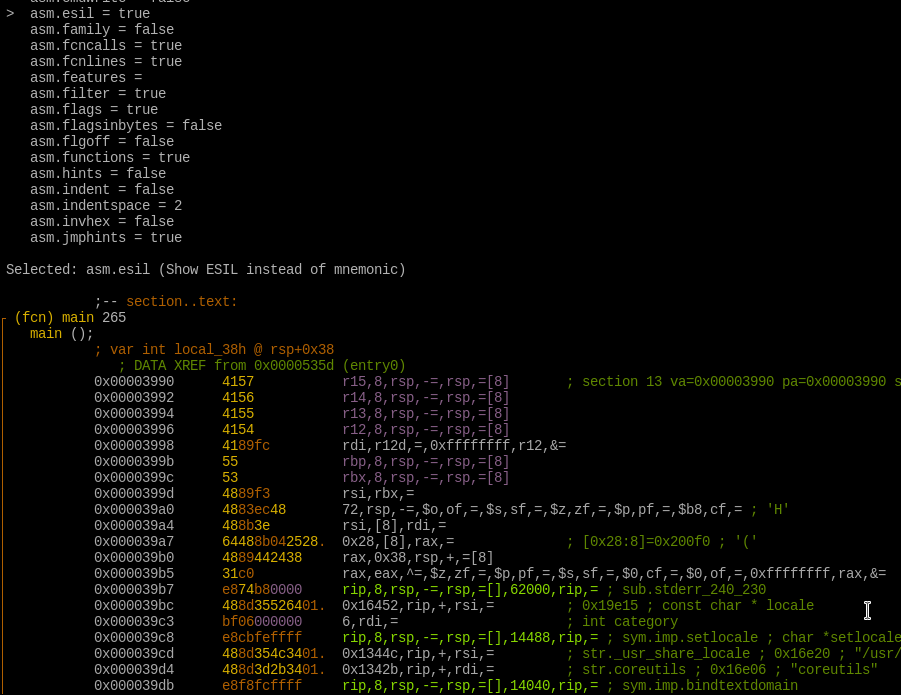 > asm.esil = true
asm.family = false
asm.fcncalls = true
asm.fcnlines = true
asm.features =
asm.filter = true
asm.flags = true
asm.flagsinbytes = false
asm.flgoff = false
asm.functions = true
asm.hints = false
asm.indent = false
asm.indentspace = 2
asm.invhex = false
asm.jmphints = true
Selected: asm.esil (Show ESIL instead of mnemonic)
;-- section..text:
(fcn) main 265
main ();
; var int local_38h @ rsp+0x38
; DATA XREF from 0x0000535d (entry0)
0x00003990 4157 r15,8,rsp,-=,rsp,=[8] ; section 13 va=0x00003990 pa=0x00003990 s
0x00003992 4156 r14,8,rsp,-=,rsp,=[8]
0x00003994 4155 r13,8,rsp,-=,rsp,=[8]
0x00003996 4154 r12,8,rsp,-=,rsp,=[8]
0x00003998 4189fc rdi,r12d,=,0xffffffff,r12,&=
0x0000399b 55 rbp,8,rsp,-=,rsp,=[8]
0x0000399c 53 rbx,8,rsp,-=,rsp,=[8]
0x0000399d 4889f3 rsi,rbx,=
0x000039a0 4883ec48 72,rsp,-=,$o,of,=,$s,sf,=,$z,zf,=,$p,pf,=,$b8,cf,= ; 'H'
0x000039a4 488b3e rsi,[8],rdi,=
0x000039a7 64488b042528. 0x28,[8],rax,= ; [0x28:8]=0x200f0 ; '('
0x000039b0 4889442438 rax,0x38,rsp,+,=[8]
0x000039b5 31c0 rax,eax,^=,$z,zf,=,$p,pf,=,$s,sf,=,$0,cf,=,$0,of,=,0xffffffff,rax,&=
0x000039b7 e874b80000 rip,8,rsp,-=,rsp,=[],62000,rip,= ; sub.stderr_240_230
0x000039bc 488d35526401. 0x16452,rip,+,rsi,= ; 0x19e15 ; const char * locale
0x000039c3 bf06000000 6,rdi,= ; int category
0x000039c8 e8cbfeffff rip,8,rsp,-=,rsp,=[],14488,rip,= ; sym.imp.setlocale ; char *setlocale
0x000039cd 488d354c3401. 0x1344c,rip,+,rsi,= ; str._usr_share_locale ; 0x16e20 ; "/usr/
0x000039d4 488d3d2b3401. 0x1342b,rip,+,rdi,= ; str.coreutils ; 0x16e06 ; "coreutils"
0x000039db e8f8fcffff rip,8,rsp,-=,rsp,=[],14040,rip,= ; sym.imp.bindtextdomain